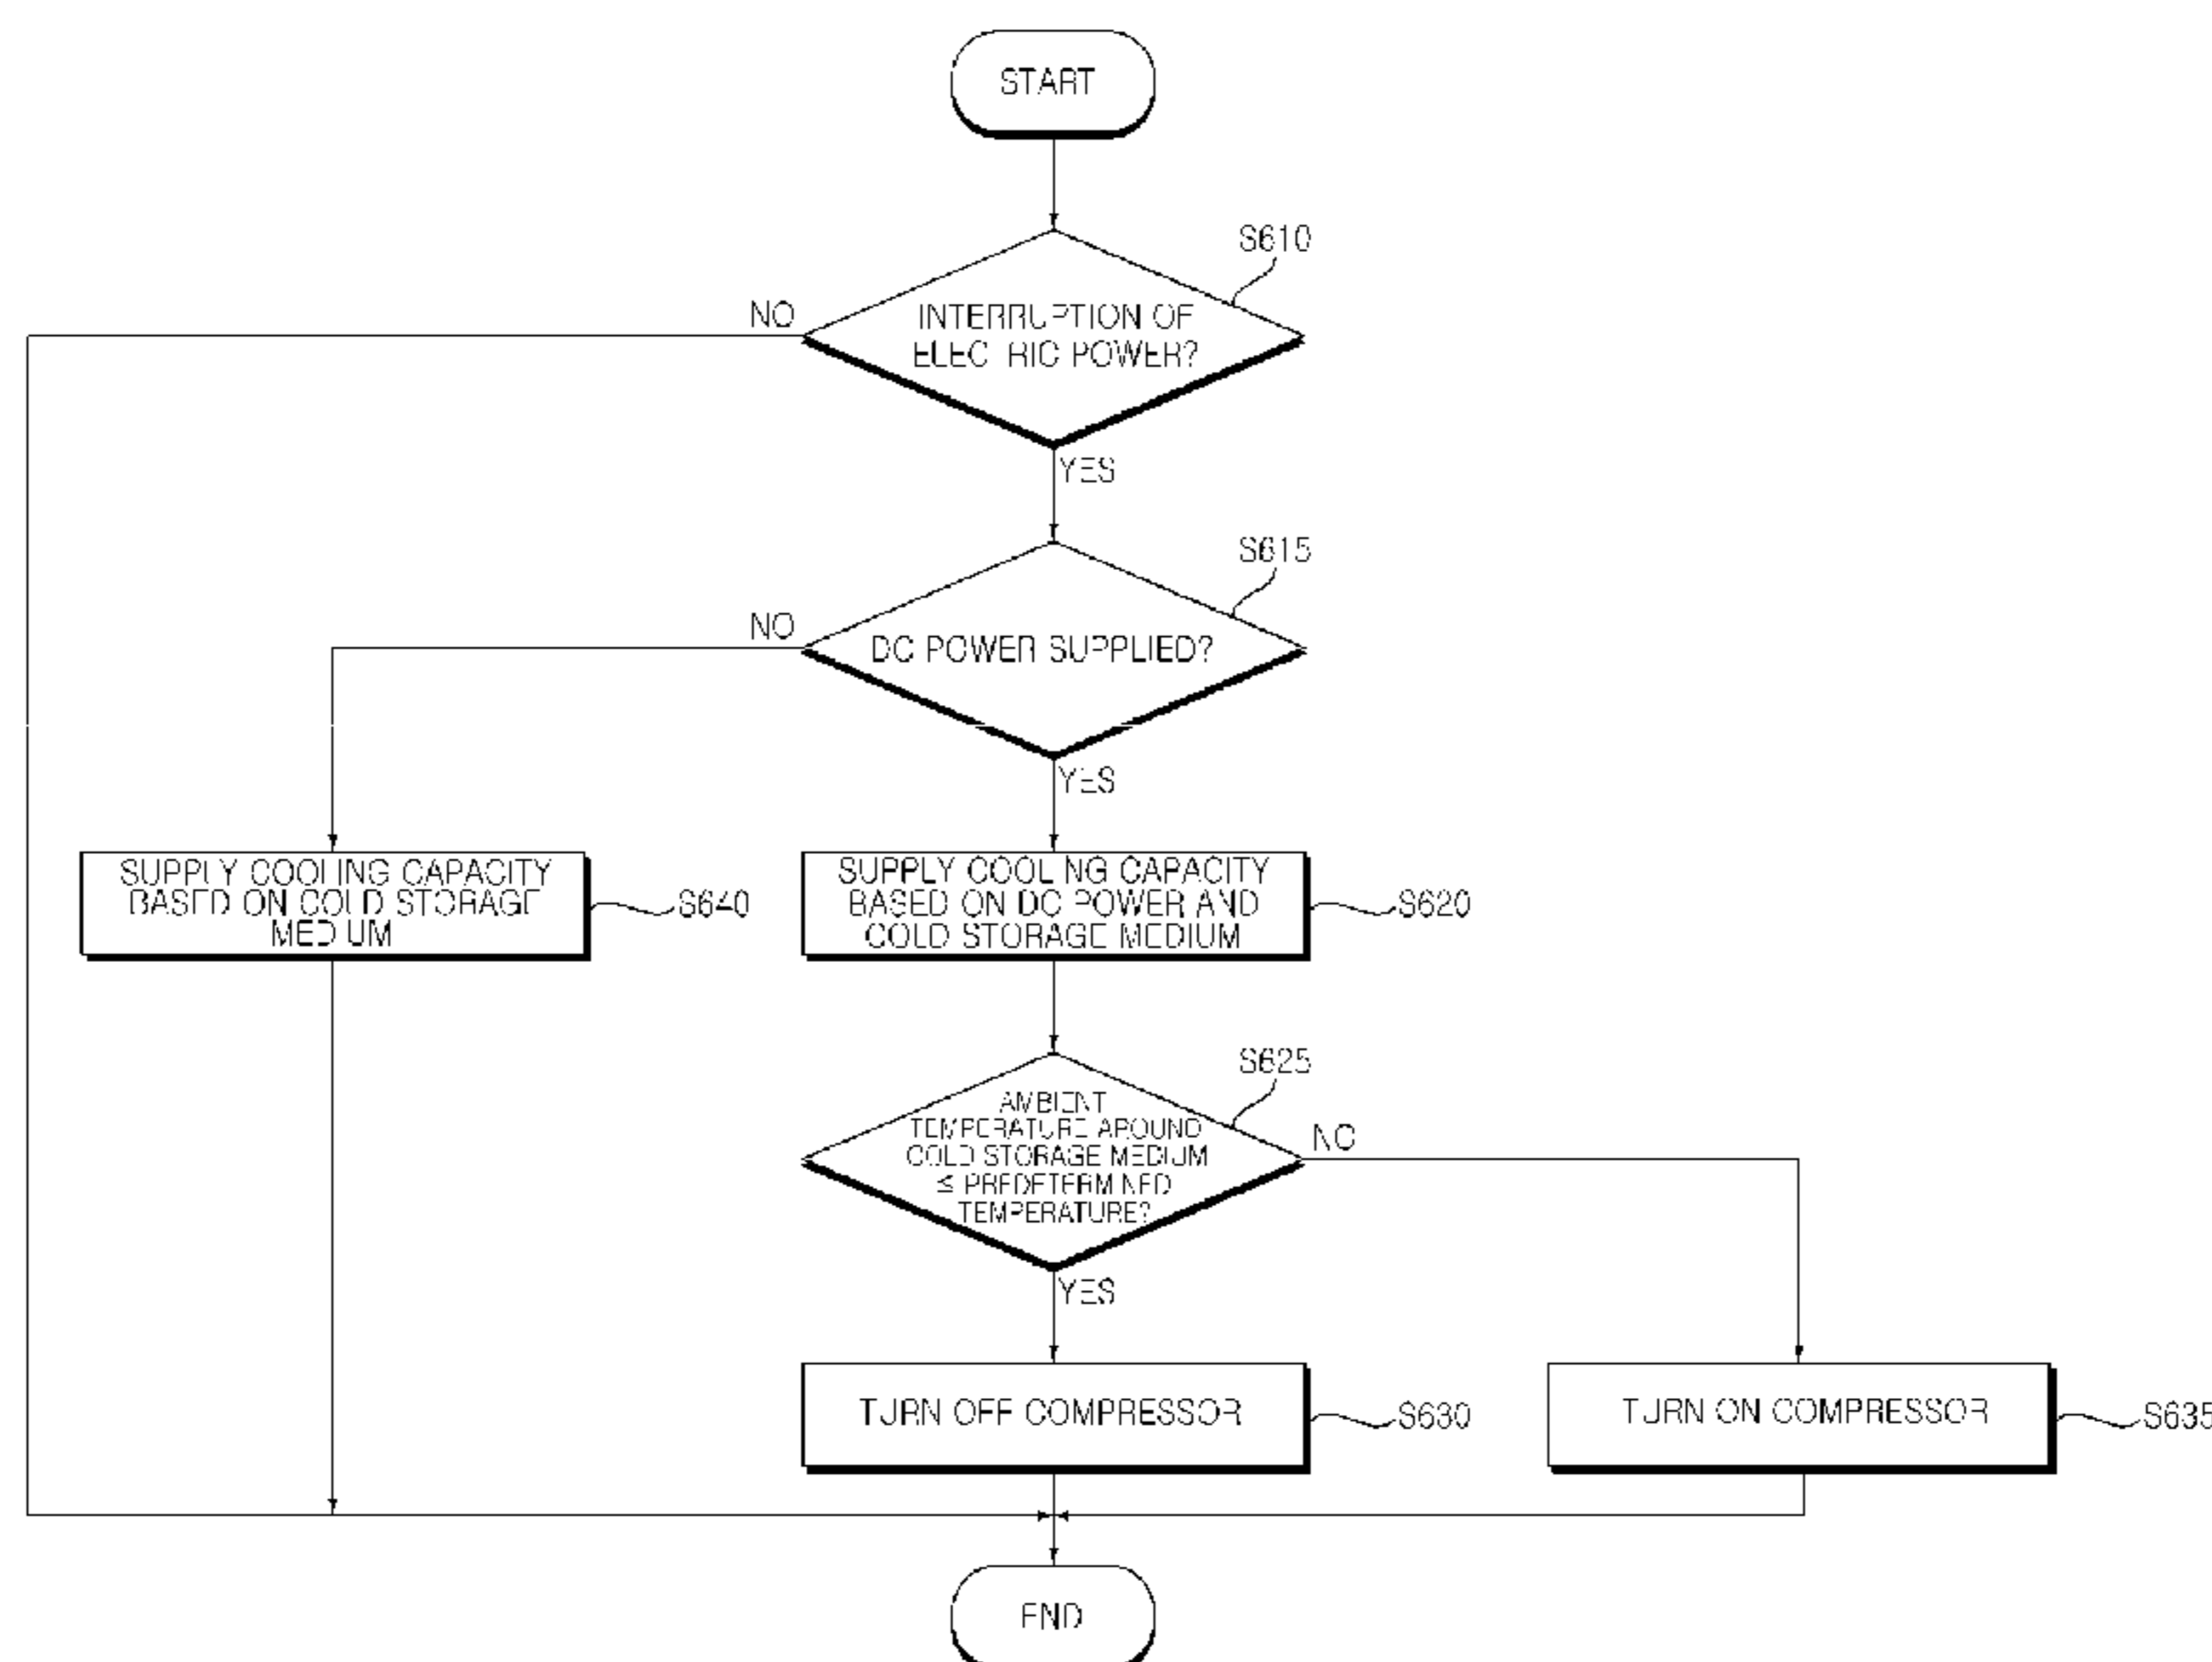 START
S610
NO
INTERRUPTION OF
ELECTRIC POWER?
YES
S615
NO
DC POWER SUPPLIED?
YES
SUPPLY COOLING CAPACITY
BASED ON COLD STORAGE
MEDIUM
S640
SUPPLY COOLING CAPACITY
BASED ON DC POWER AND
COLD STORAGE MEDIUM
S620
S625
AMBIENT
TEMPERATURE AROUND
COLD STORAGE MEDIUM
≤ PREDETERMINED
TEMPERATURE?
NO
YES
TURN OFF COMPRESSOR
S630
TURN ON COMPRESSOR
S635
END